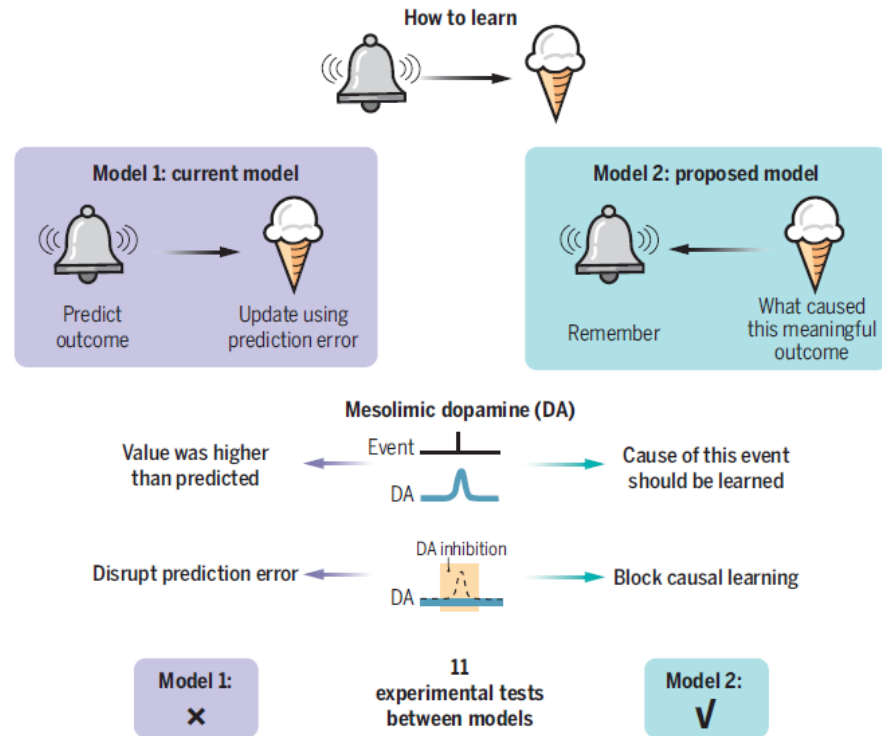 How to learn
Model 1: current model
Predict
outcome
Update using
prediction error
Model 2: proposed model
Remember
What caused
this meaningful
outcome
Mesolimic dopamine (DA)
Value was higher
than predicted
Event
DA
Cause of this event
should be learned
Disrupt prediction error
DA inhibition
DA
Block causal learning
Model 1:
×
11
experimental tests
between models
Model 2:
√